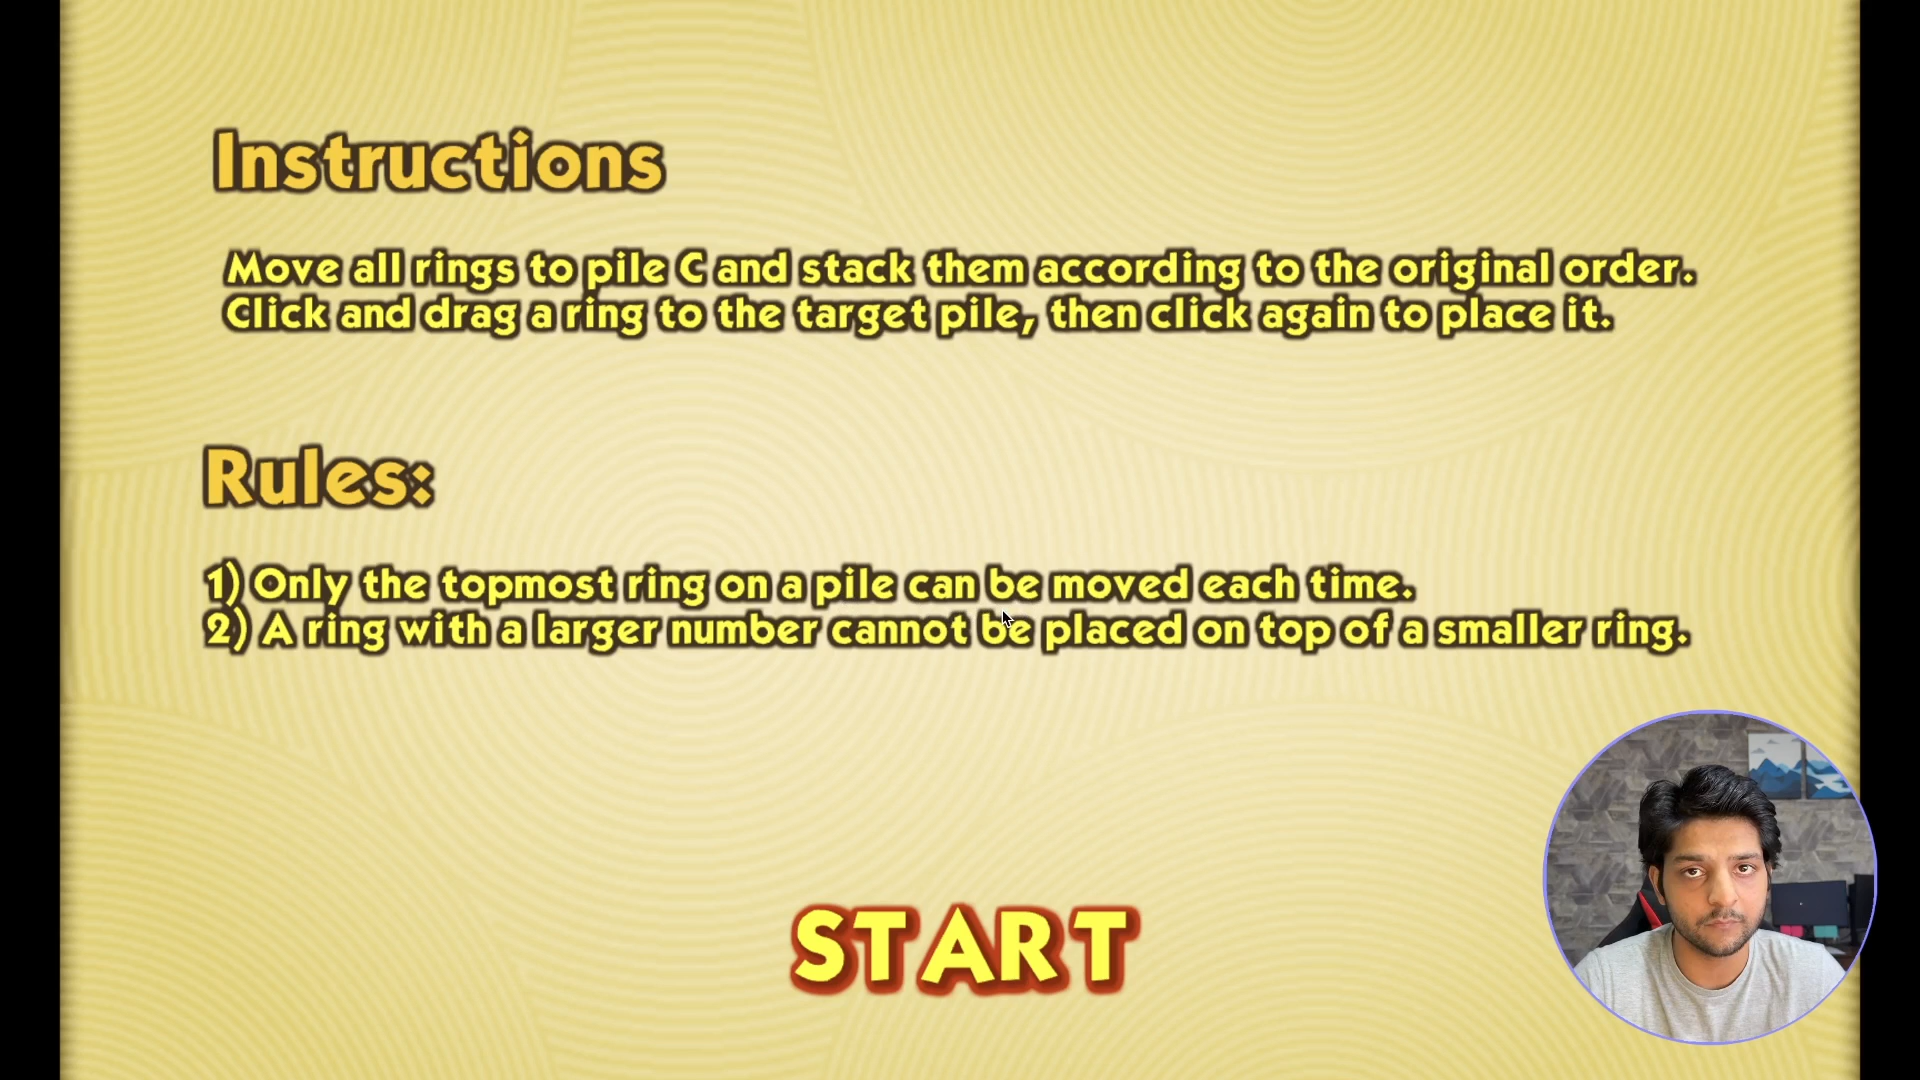 Instructions
Move all rings to pile C and stack them according to the original order.
Click and drag a ring to the target pile, then click again to place it.
Rules:
1) Only the topmost ring on a pile can be moved each time.
2) A ring with a larger number cannot be placed on top of a smaller ring.
START